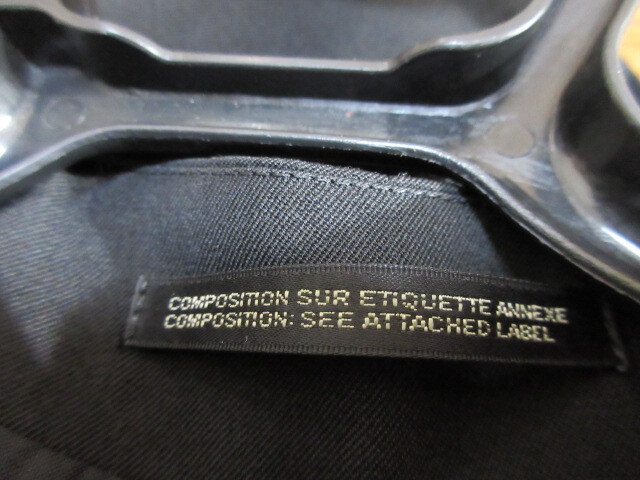 COMPOSITION SUR ETIQUETTE ANNEXE
COMPOSITION: SEE ATTACHED LABEL